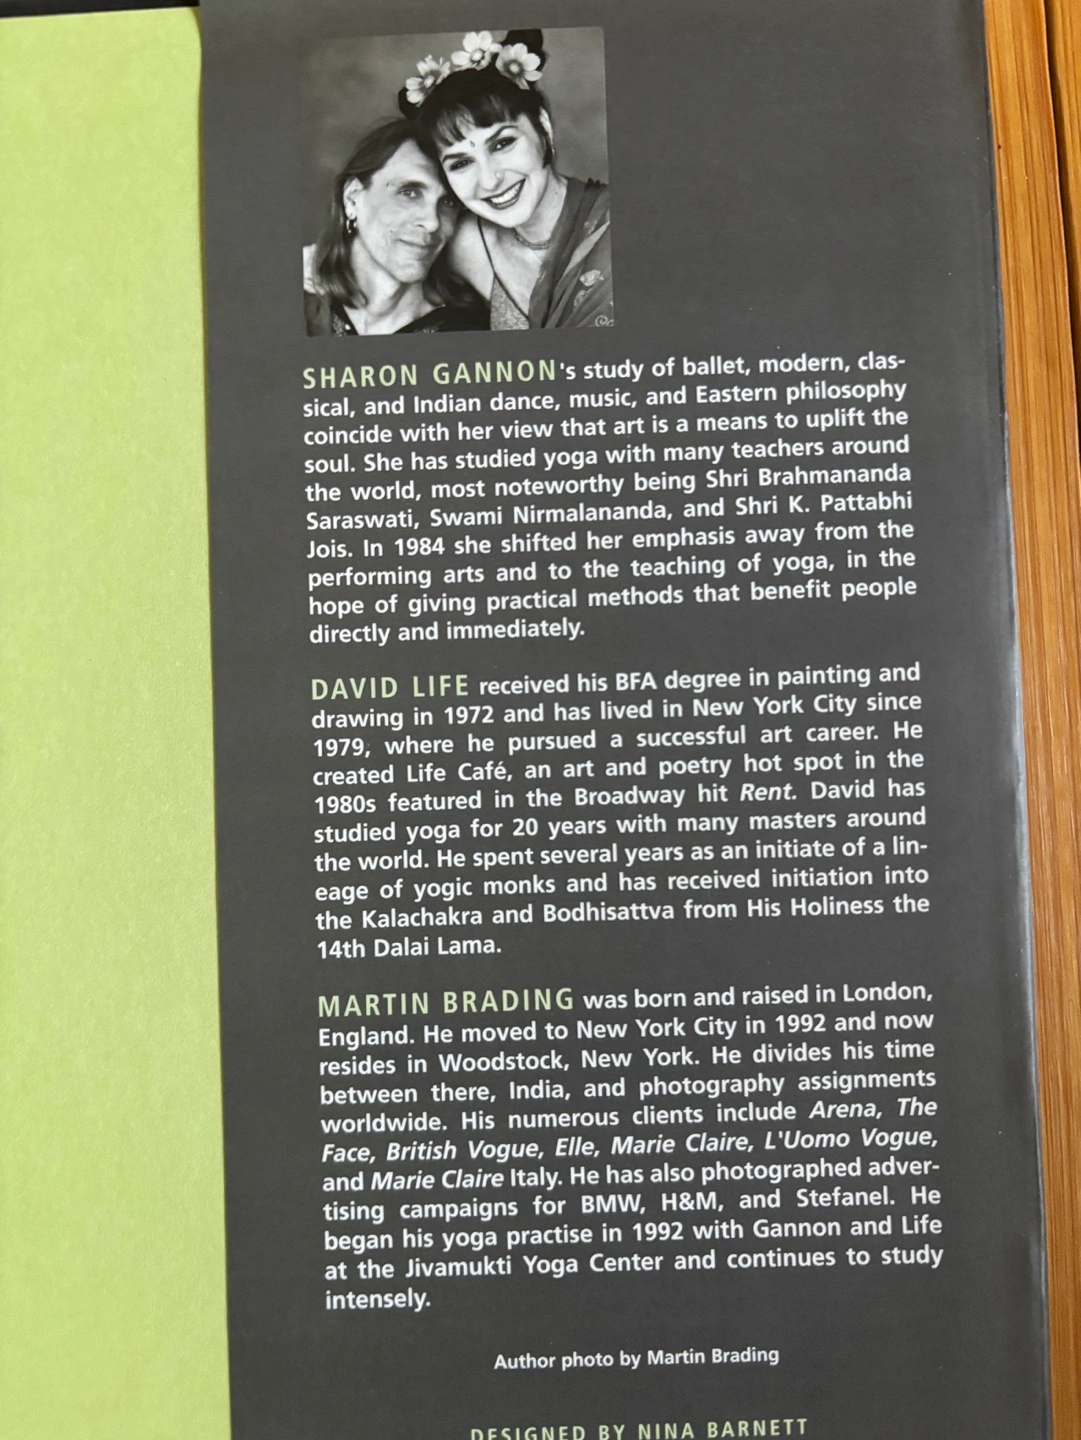 SHARON GANNON's study of ballet, modern, clas-
sical, and Indian dance, music, and Eastern philosophy
coincide with her view that art is a means to uplift the
soul. She has studied yoga with many teachers around
the world, most noteworthy being Shri Brahmananda
Saraswati, Swami Nirmalananda, and Shri K. Pattabhi
Jois. In 1984 she shifted her emphasis away from the
performing arts and to the teaching of yoga, in the
hope of giving practical methods that benefit people
directly and immediately.
DAVID LIFE received his BFA degree in painting and
drawing in 1972 and has lived in New York City since
1979, where he pursued a successful art career. He
created Life Café, an art and poetry hot spot in the
1980s featured in the Broadway hit Rent. David has
studied yoga for 20 years with many masters around
the world. He spent several years as an initiate of a lin-
eage of yogic monks and has received initiation into
the Kalachakra and Bodhisattva from His Holiness the
14th Dalai Lama.
MARTIN BRADING was born and raised in London,
England. He moved to New York City in 1992 and now
resides in Woodstock, New York. He divides his time
between there, India, and photography assignments
worldwide. His numerous clients include Arena, The
Face, British Vogue, Elle, Marie Claire, L'Uomo Vogue,
and Marie Claire Italy. He has also photographed adver-
tising campaigns for BMW, H&M, and Stefanel. He
began his yoga practise in 1992 with Gannon and Life
at the Jivamukti Yoga Center and continues to study
intensely.
Author photo by Martin Brading
DESIGNED BY NINA BARNETT